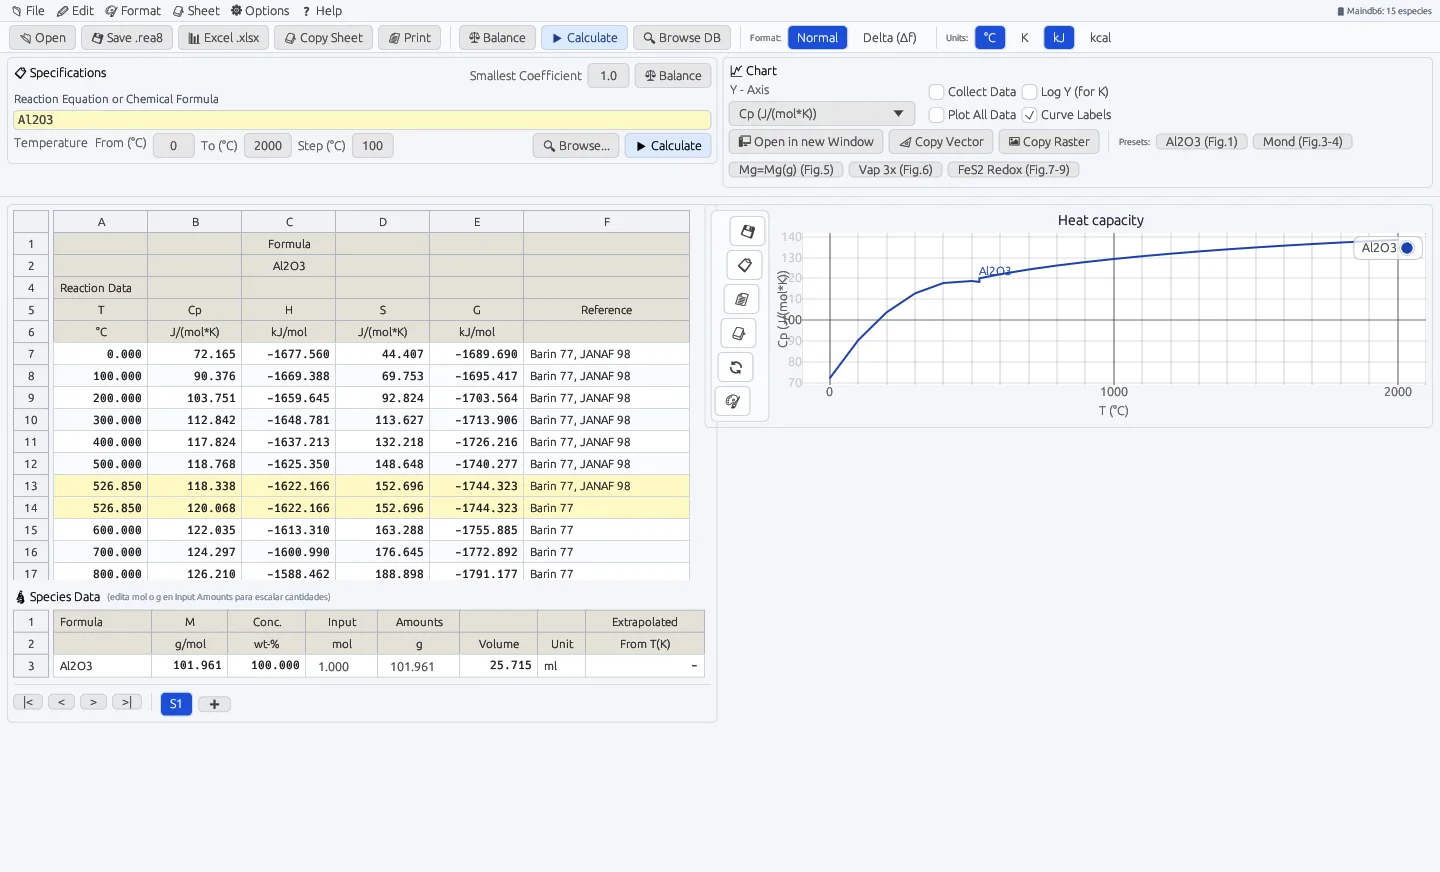 File Edit Format Sheet Options ? Help Maindb6: 15 especies
Open Save .rea8 Excel .xlsx Copy Sheet Print Balance Calculate Browse DB Format: Normal Delta (Δf) Units: °C K kJ kcal
Specifications
Smallest Coefficient 1.0 Balance
Reaction Equation or Chemical Formula
Al2O3
Temperature From (°C) 0 To (°C) 2000 Step (°C) 100 Browse... Calculate
Chart
Y - Axis
Cp (J/(mol*K))
Collect Data Log Y (for K)
Plot All Data Curve Labels
Open in new Window Copy Vector Copy Raster Presets: Al2O3 (Fig.1) Mond (Fig.3-4)
Mg=Mg(g) (Fig.5) Vap 3x (Fig.6) FeS2 Redox (Fig.7-9)
A B C D E F
1 Formula
2 Al2O3
4 Reaction Data
5 T Cp H S G Reference
6 °C J/(mol*K) kJ/mol J/(mol*K) kJ/mol
7 0.000 72.165 -1677.560 44.407 -1689.690 Barin 77, JANAF 98
8 100.000 90.376 -1669.388 69.753 -1695.417 Barin 77, JANAF 98
9 200.000 103.751 -1659.645 92.824 -1703.564 Barin 77, JANAF 98
10 300.000 112.842 -1648.781 113.627 -1713.906 Barin 77, JANAF 98
11 400.000 117.824 -1637.213 132.218 -1726.216 Barin 77, JANAF 98
12 500.000 118.768 -1625.350 148.648 -1740.277 Barin 77, JANAF 98
13 526.850 118.338 -1622.166 152.696 -1744.323 Barin 77, JANAF 98
14 526.850 120.068 -1622.166 152.696 -1744.323 Barin 77
15 600.000 122.035 -1613.310 163.288 -1755.885 Barin 77
16 700.000 124.297 -1600.990 176.645 -1772.892 Barin 77
17 800.000 126.210 -1588.462 188.898 -1791.177 Barin 77
Species Data (edita mol o g en Input Amounts para escalar cantidades)
1 Formula M Conc. Input Amounts Extrapolated
2 g/mol wt-% mol g Volume Unit From T(K)
3 Al2O3 101.961 100.000 1.000 101.961 25.715 ml -
|< < > >| S1 +
Heat capacity
Al2O3
Al2O3
140
130
120
110
100
90
80
70
Cp (J/(mol*K))
0 1000 2000
T (°C)